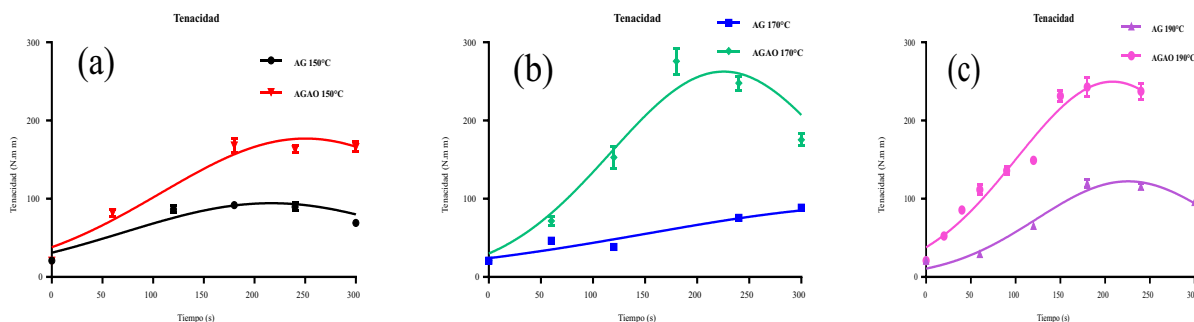 Tenacidad
(a)
AG 150°C
AGAO 150°C
Tenacidad (N.m m)
300
200
100
0
0 50 100 150 200 250 300
Tiempo (s)
Tenacidad
(b)
AG 170°C
AGAO 170°C
Tenacidad (N.m m)
300
200
100
0
0 50 100 150 200 250 300
Tiempo (s)
Tenacidad
(c)
AG 190°C
AGAO 190°C
Tenacidad (N.m m)
300
200
100
0
0 50 100 150 200 250 300
Tiempo (s)